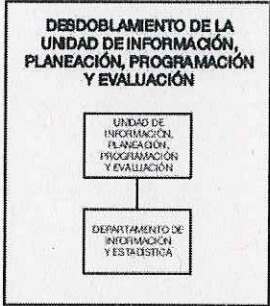 DESDOBLAMIENTO DE LA
UNIDAD DE INFORMACIÓN,
PLANEACIÓN, PROGRAMACIÓN
Y EVALUACIÓN
UNIDAD DE
INFORMACIÓN,
PLANEACIÓN,
PROGRAMACIÓN
Y EVALUACIÓN
DEPARTAMENTO DE
INFORMACIÓN
Y ESTADÍSTICA